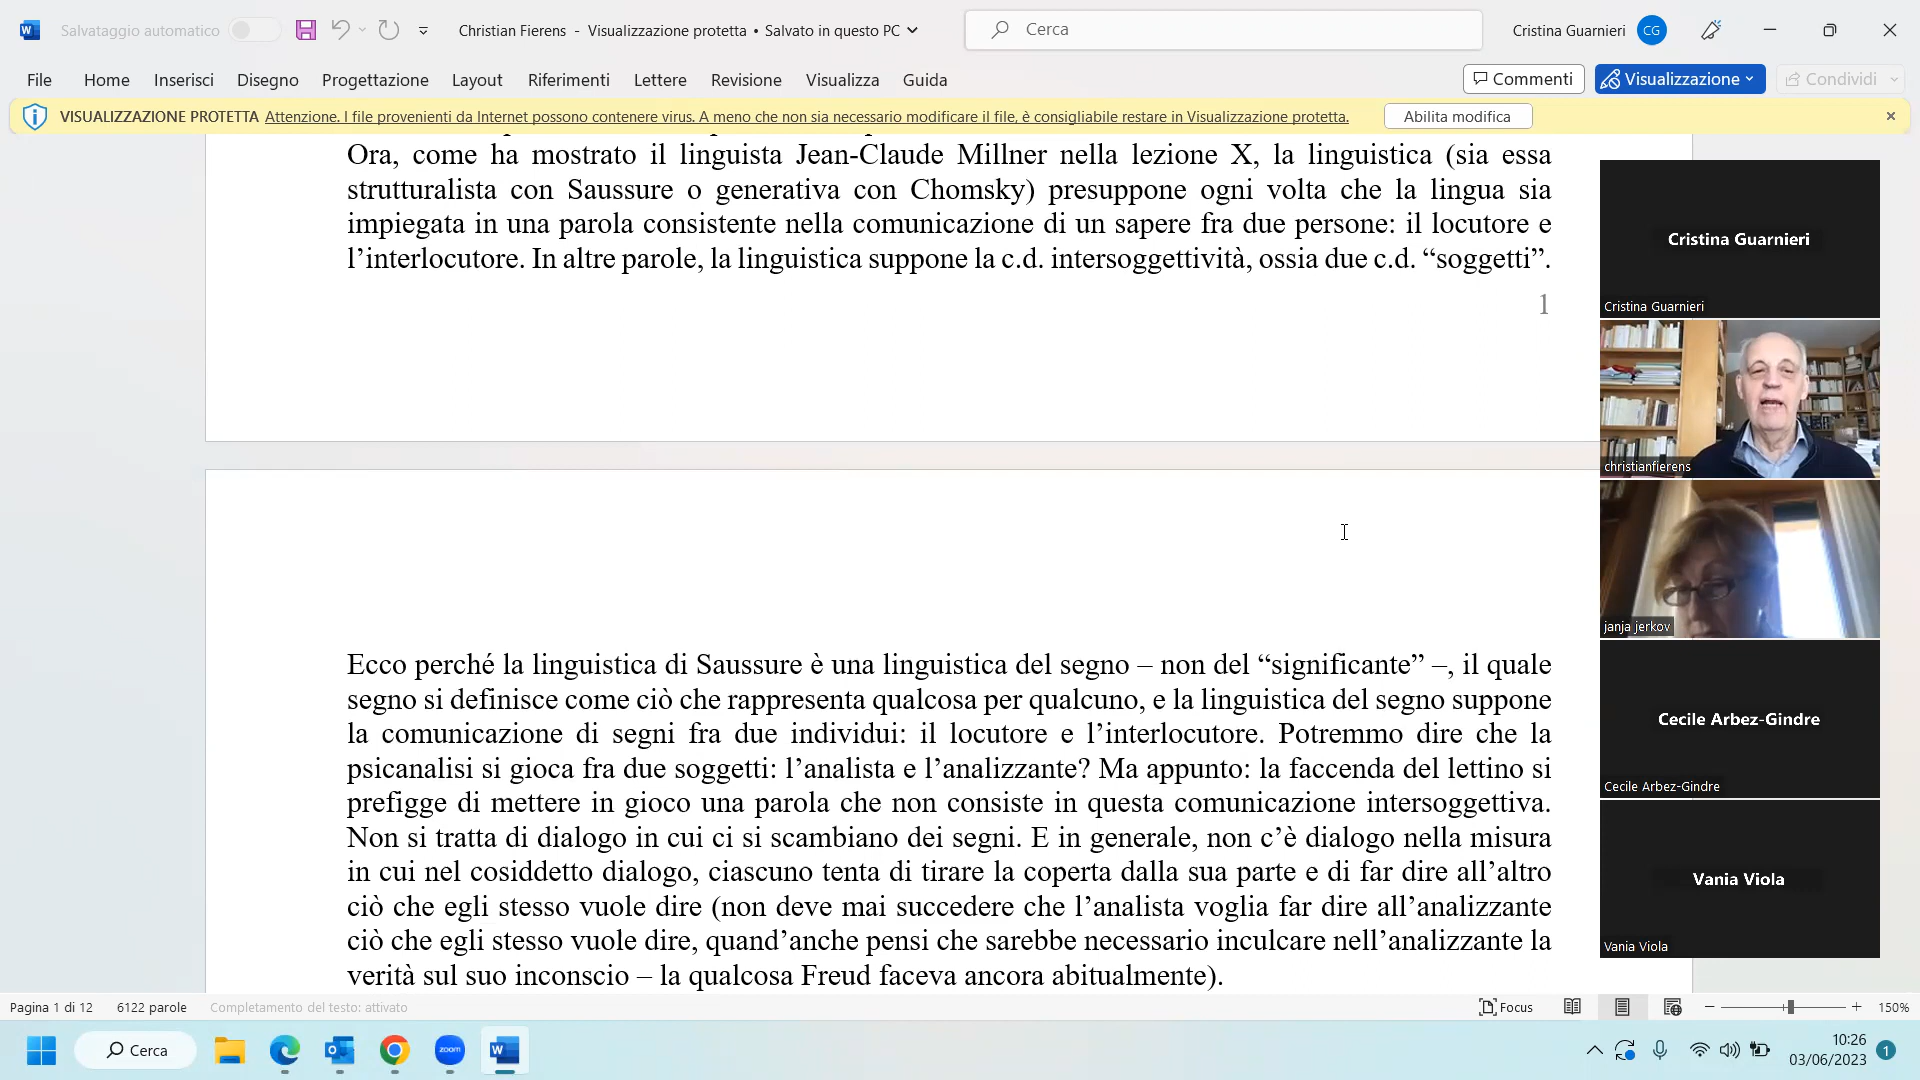 Salvataggio automatico
Christian Fierens - Visualizzazione protetta • Salvato in questo PC
Cerca
Cristina Guarnieri
CG
File Home Inserisci Disegno Progettazione Layout Riferimenti Lettere Revisione Visualizza Guida
Commenti
Visualizzazione
Condividi
VISUALIZZAZIONE PROTETTA Attenzione. I file provenienti da Internet possono contenere virus. A meno che non sia necessario modificare il file, è consigliabile restare in Visualizzazione protetta.
Abilita modifica
Ora, come ha mostrato il linguista Jean-Claude Millner nella lezione X, la linguistica (sia essa
strutturalista con Saussure o generativa con Chomsky) presuppone ogni volta che la lingua sia
impiegata in una parola consistente nella comunicazione di un sapere fra due persone: il locutore e
l’interlocutore. In altre parole, la linguistica suppone la c.d. intersoggettività, ossia due c.d. “soggetti”.
1
Ecco perché la linguistica di Saussure è una linguistica del segno – non del “significante” –, il quale
segno si definisce come ciò che rappresenta qualcosa per qualcuno, e la linguistica del segno suppone
la comunicazione di segni fra due individui: il locutore e l’interlocutore. Potremmo dire che la
psicanalisi si gioca fra due soggetti: l’analista e l’analizzante? Ma appunto: la faccenda del lettino si
prefigge di mettere in gioco una parola che non consiste in questa comunicazione intersoggettiva.
Non si tratta di dialogo in cui ci si scambiano dei segni. E in generale, non c’è dialogo nella misura
in cui nel cosiddetto dialogo, ciascuno tenta di tirare la coperta dalla sua parte e di far dire all’altro
ciò che egli stesso vuole dire (non deve mai succedere che l’analista voglia far dire all’analizzante
ciò che egli stesso vuole dire, quand’anche pensi che sarebbe necessario inculcare nell’analizzante la
verità sul suo inconscio – la qualcosa Freud faceva ancora abitualmente).
Cristina Guarnieri
Cristina Guarnieri
christianfierens
janja jerkov
Cecile Arbez-Gindre
Cecile Arbez-Gindre
Vania Viola
Vania Viola
Pagina 1 di 12 6122 parole Completamento del testo: attivato
Focus
150%
Cerca
zoom
10:26
03/06/2023
1